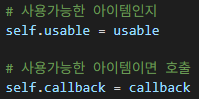 # 사용가능한 아이템인지
self.usable = usable
# 사용가능한 아이템이면 호출
self.callback = callback